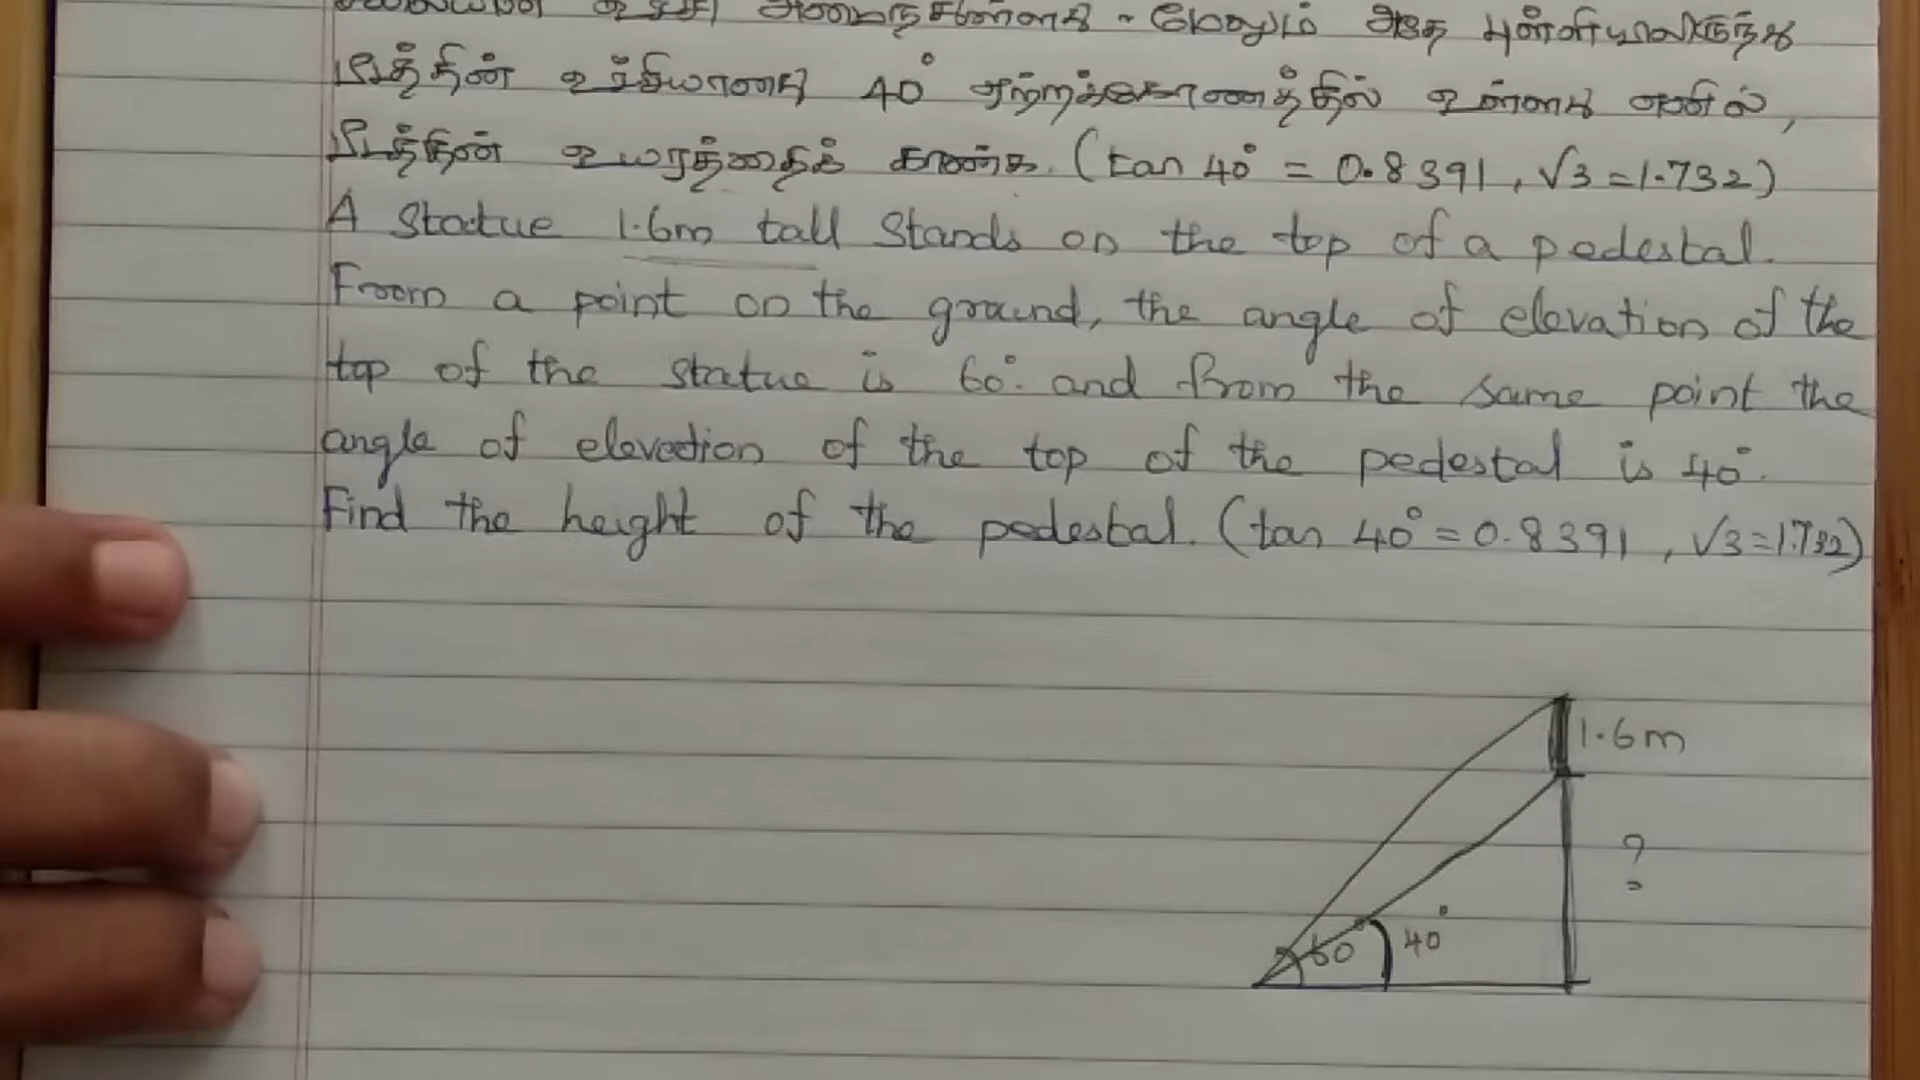 உச்சி அமைந்துள்ளது - மேலும் அதே புள்ளியிலிருந்து
பீடத்தின் உச்சியானது 40° ஏற்றக்கோணத்தில் உள்ளது எனில்,
பீடத்தின் உயரத்தைக் காண்க. (tan 40° = 0.8391, √3 = 1.732)
A statue 1.6m tall stands on the top of a pedestal.
From a point on the ground, the angle of elevation of the
top of the statue is 60°. and from the same point the
angle of elevation of the top of the pedestal is 40°.
Find the height of the pedestal. (tan 40° = 0.8391, √3=1.732)
1.6m
?
60 40°